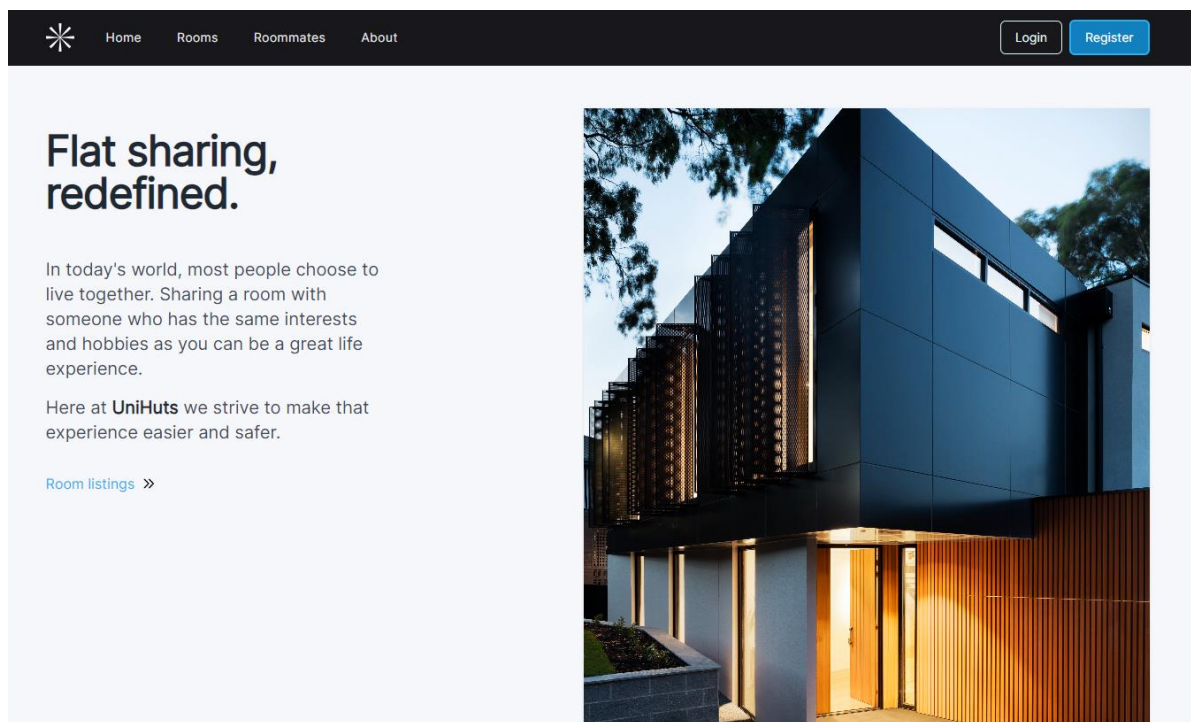 Home Rooms Roommates About Login Register
Flat sharing,
redefined.
In today's world, most people choose to
live together. Sharing a room with
someone who has the same interests
and hobbies as you can be a great life
experience.
Here at UniHuts we strive to make that
experience easier and safer.
Room listings »